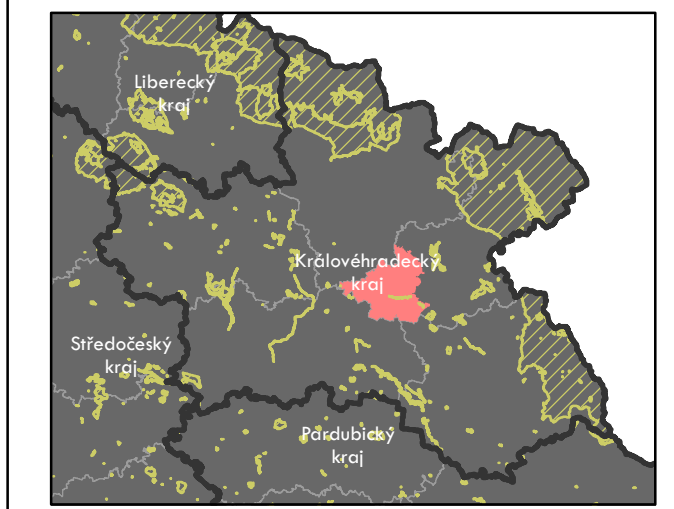 Liberecký
kraj
Královéhradecký
kraj
Středočeský
kraj
Pardubický
kraj